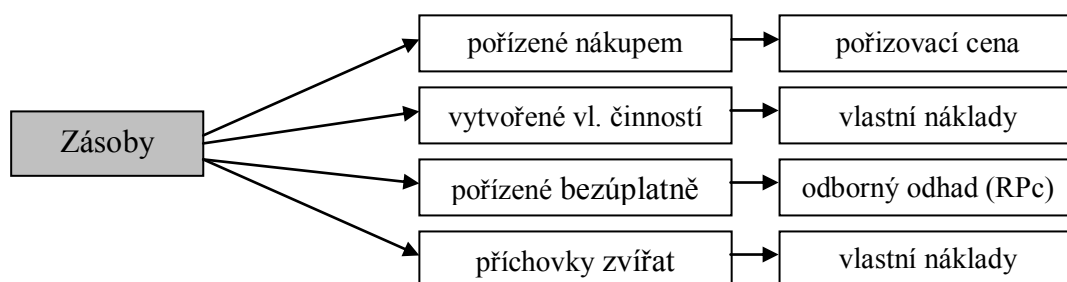 pořízené nákupem
pořizovací cena
Zásoby
vytvořené vl. činností
vlastní náklady
pořízené bezúplatně
odborný odhad (RPc)
příchovky zvířat
vlastní náklady